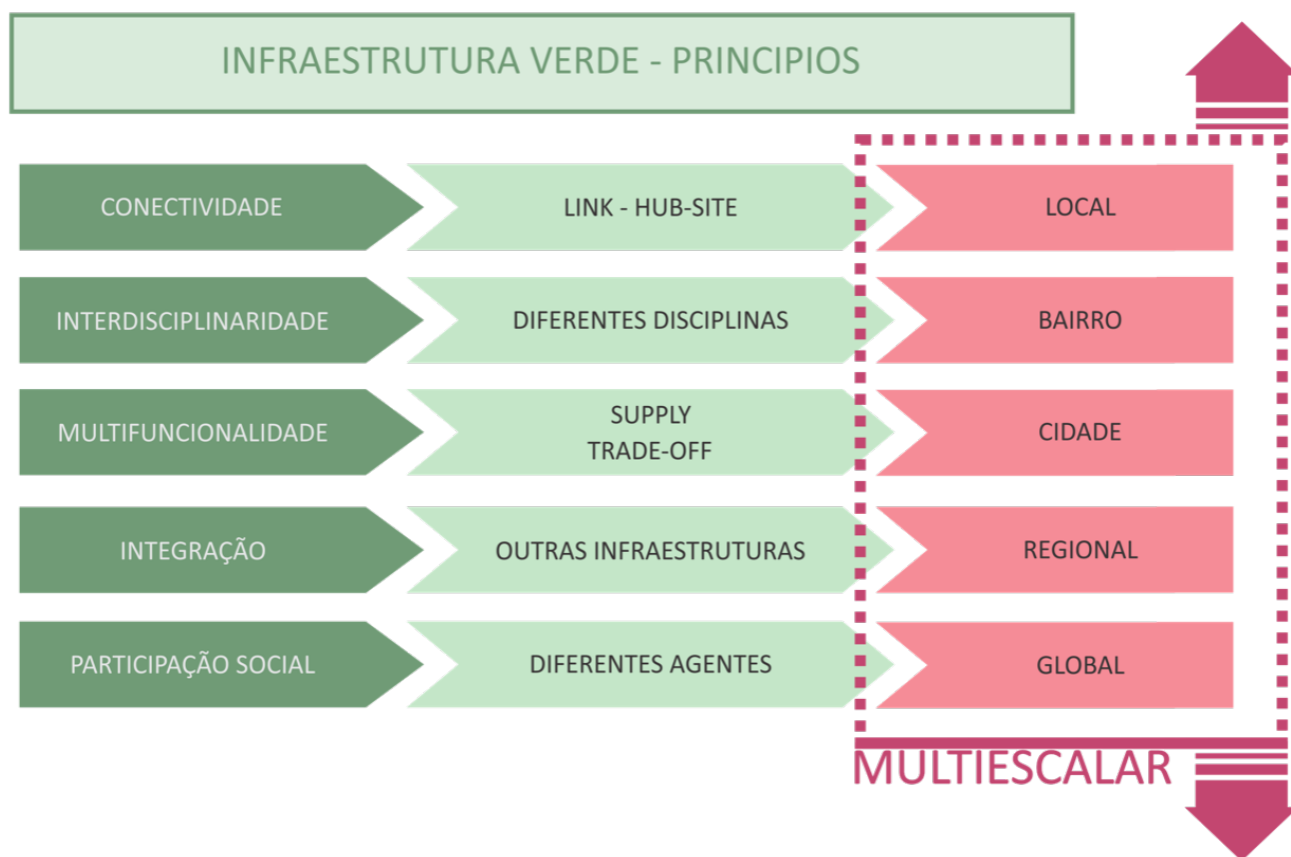 INFRAESTRUTURA VERDE - PRINCIPIOS
CONECTIVIDADE
LINK - HUB-SITE
LOCAL
INTERDISCIPLINARIDADE
DIFERENTES DISCIPLINAS
BAIRRO
MULTIFUNCIONALIDADE
SUPPLY
TRADE-OFF
CIDADE
INTEGRAÇÃO
OUTRAS INFRAESTRUTURAS
REGIONAL
PARTICIPAÇÃO SOCIAL
DIFERENTES AGENTES
GLOBAL
MULTIESCALAR